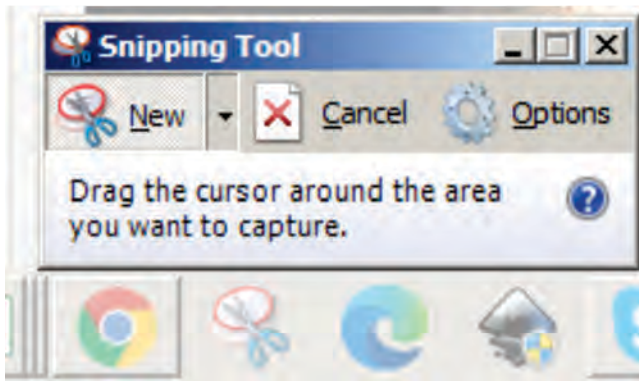 Snipping Tool
New Cancel Options
Drag the cursor around the area
you want to capture.